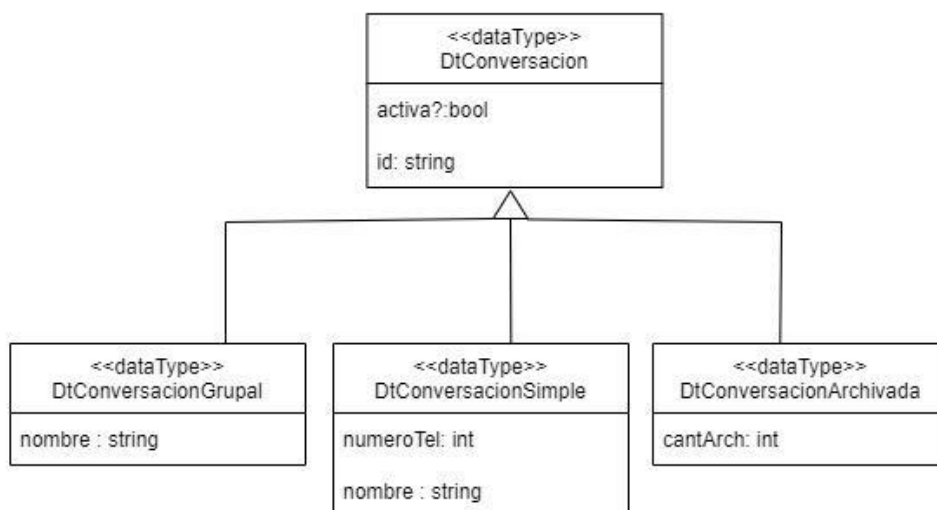 <<dataType>>
DtConversacion
activa?:bool
id: string
<<dataType>>
DtConversacionGrupal
nombre : string
<<dataType>>
DtConversacionSimple
numeroTel: int
nombre : string
<<dataType>>
DtConversacionArchivada
cantArch: int